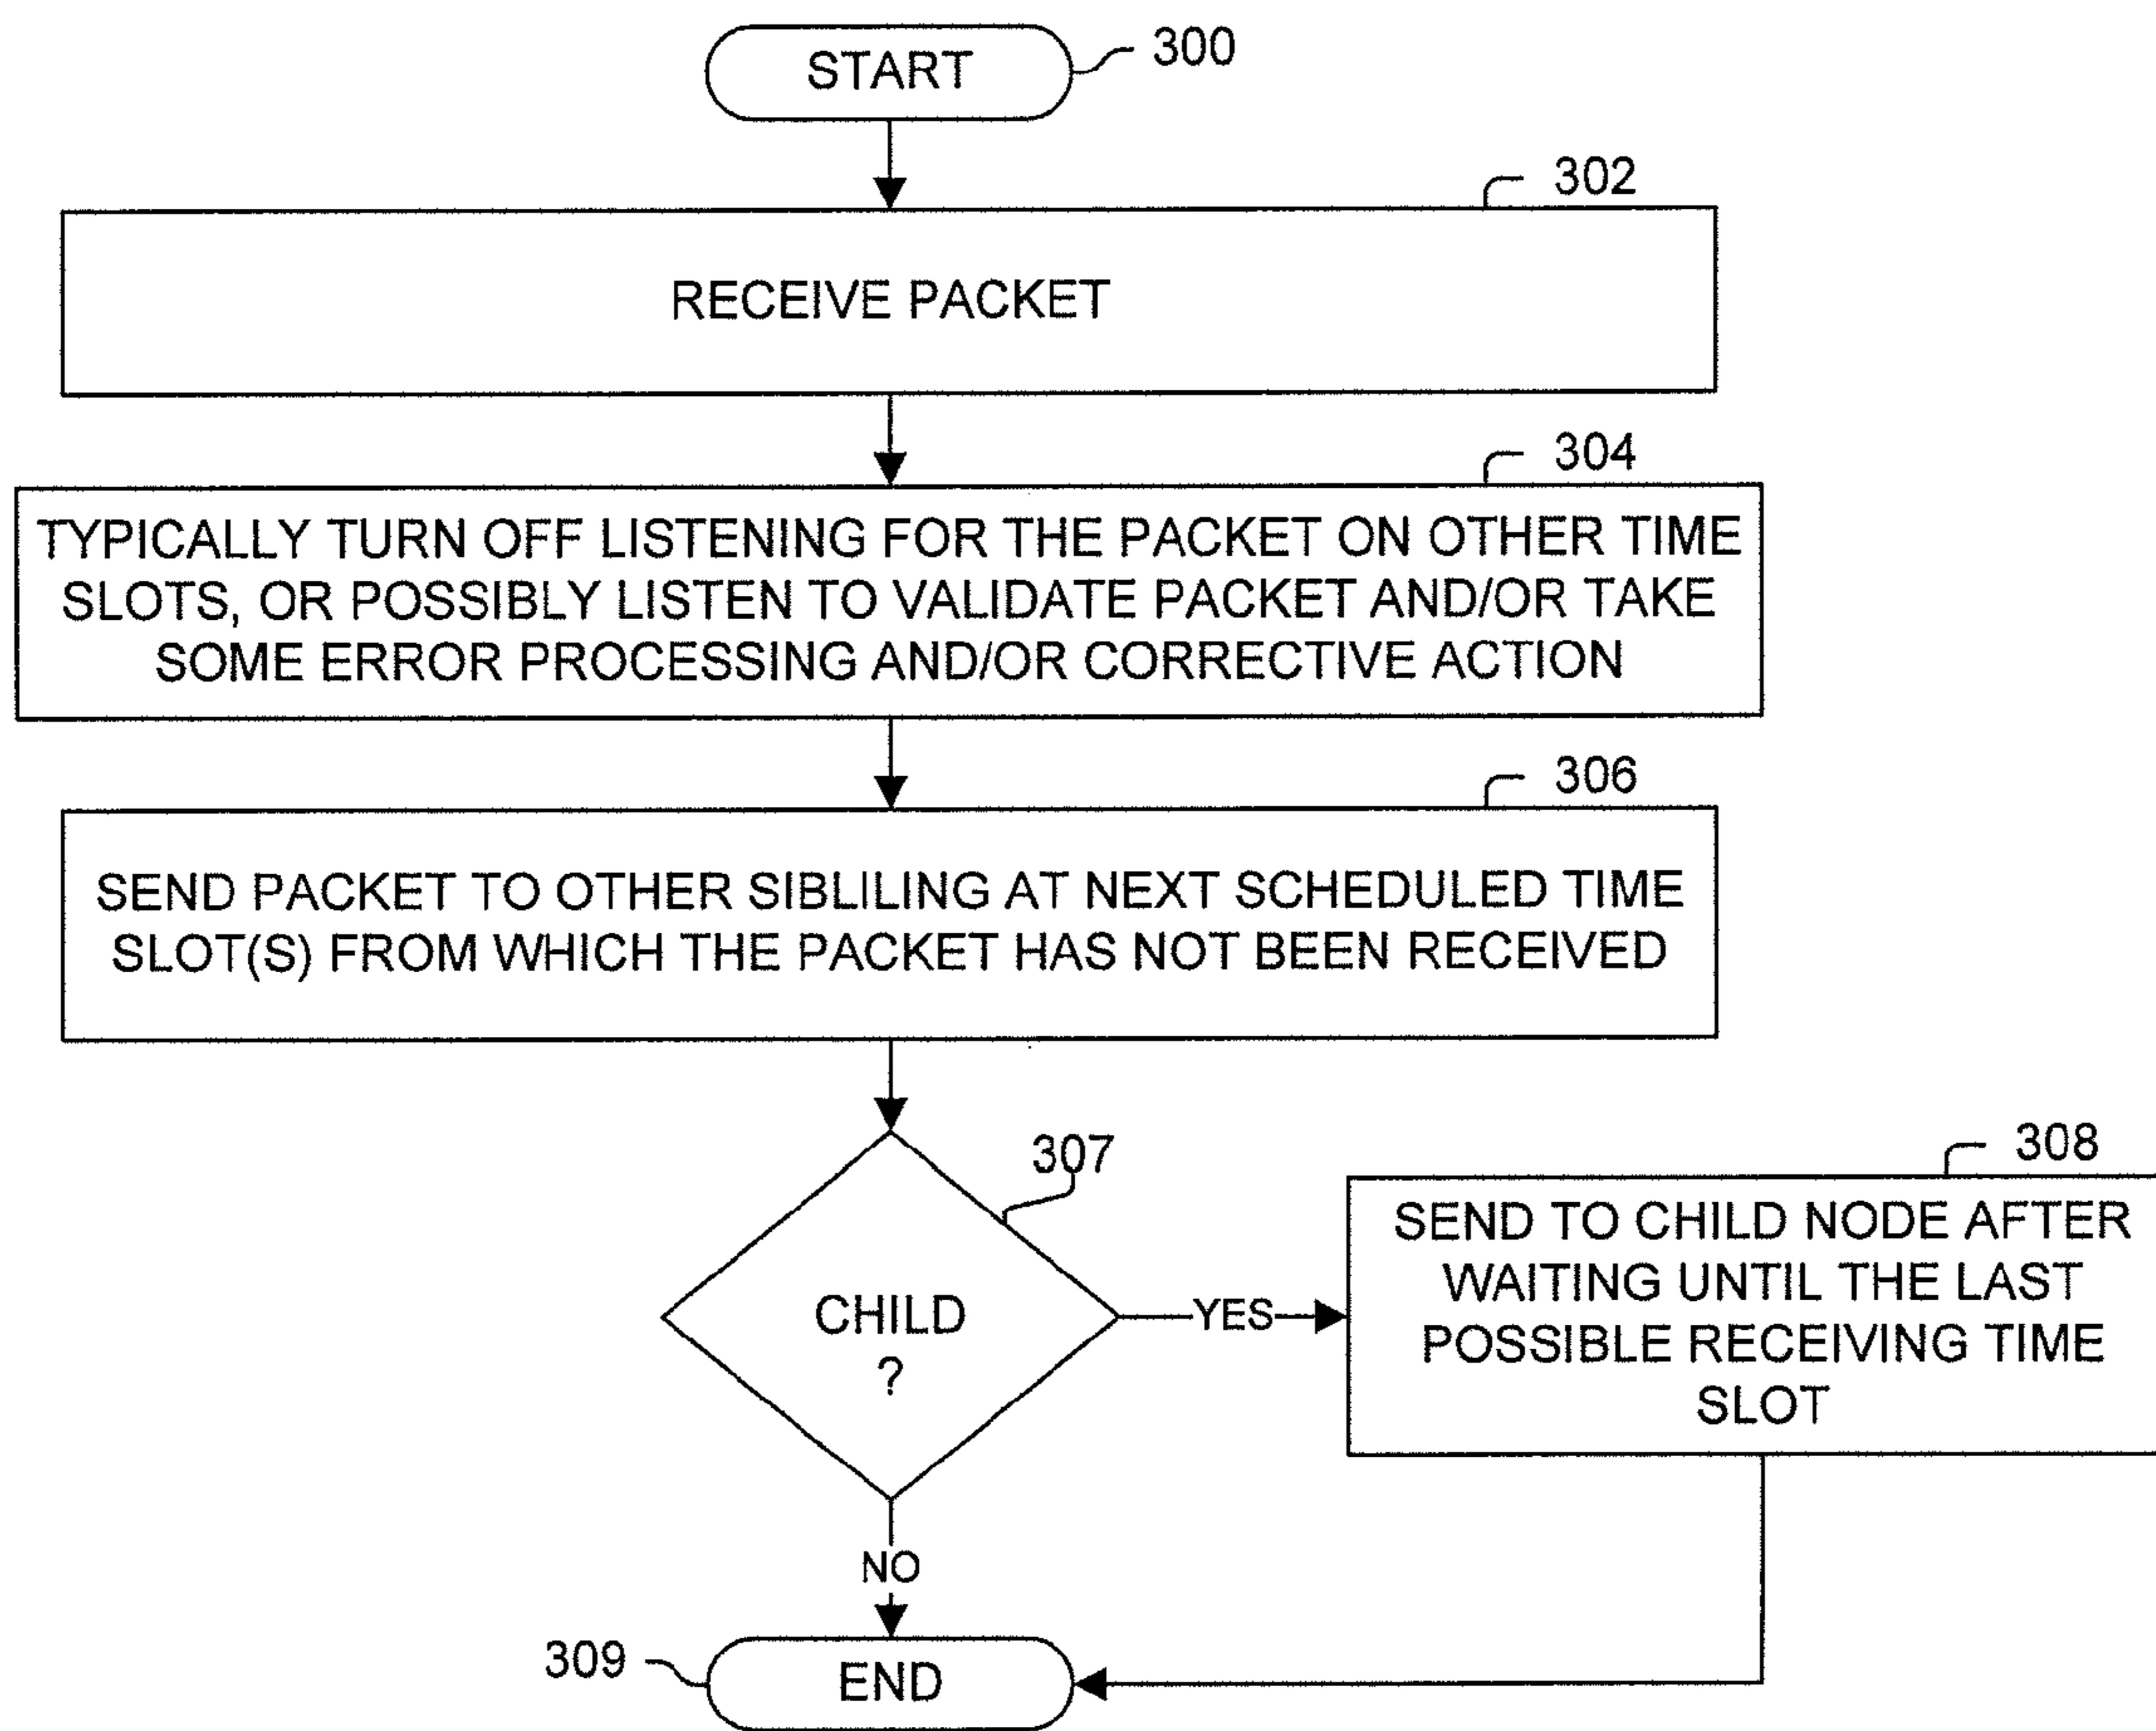 START
300
302
RECEIVE PACKET
304
TYPICALLY TURN OFF LISTENING FOR THE PACKET ON OTHER TIME
SLOTS, OR POSSIBLY LISTEN TO VALIDATE PACKET AND/OR TAKE
SOME ERROR PROCESSING AND/OR CORRECTIVE ACTION
306
SEND PACKET TO OTHER SIBLILING AT NEXT SCHEDULED TIME
SLOT(S) FROM WHICH THE PACKET HAS NOT BEEN RECEIVED
307
CHILD
?
YES
308
SEND TO CHILD NODE AFTER
WAITING UNTIL THE LAST
POSSIBLE RECEIVING TIME
SLOT
NO
309
END